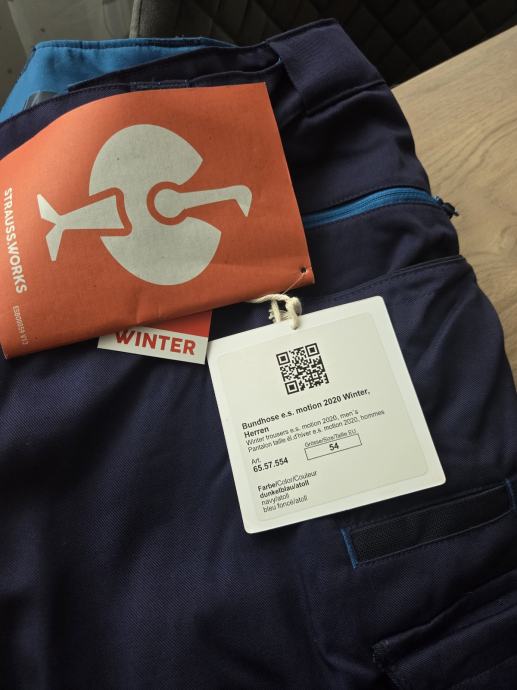 STRAUSS.WORKS
WINTER
Bundhose e.s. motion 2020 Winter,
Herren
Winter trousers e.s. motion 2020, men´s
Pantalon taille él.d'hiver e.s. motion 2020, hommes
Art.
65.57.554
Grösse/Size/Taille EU
54
Farbe/Color/Couleur
dunkelblau/atoll
navy/atoll
bleu foncé/atoll